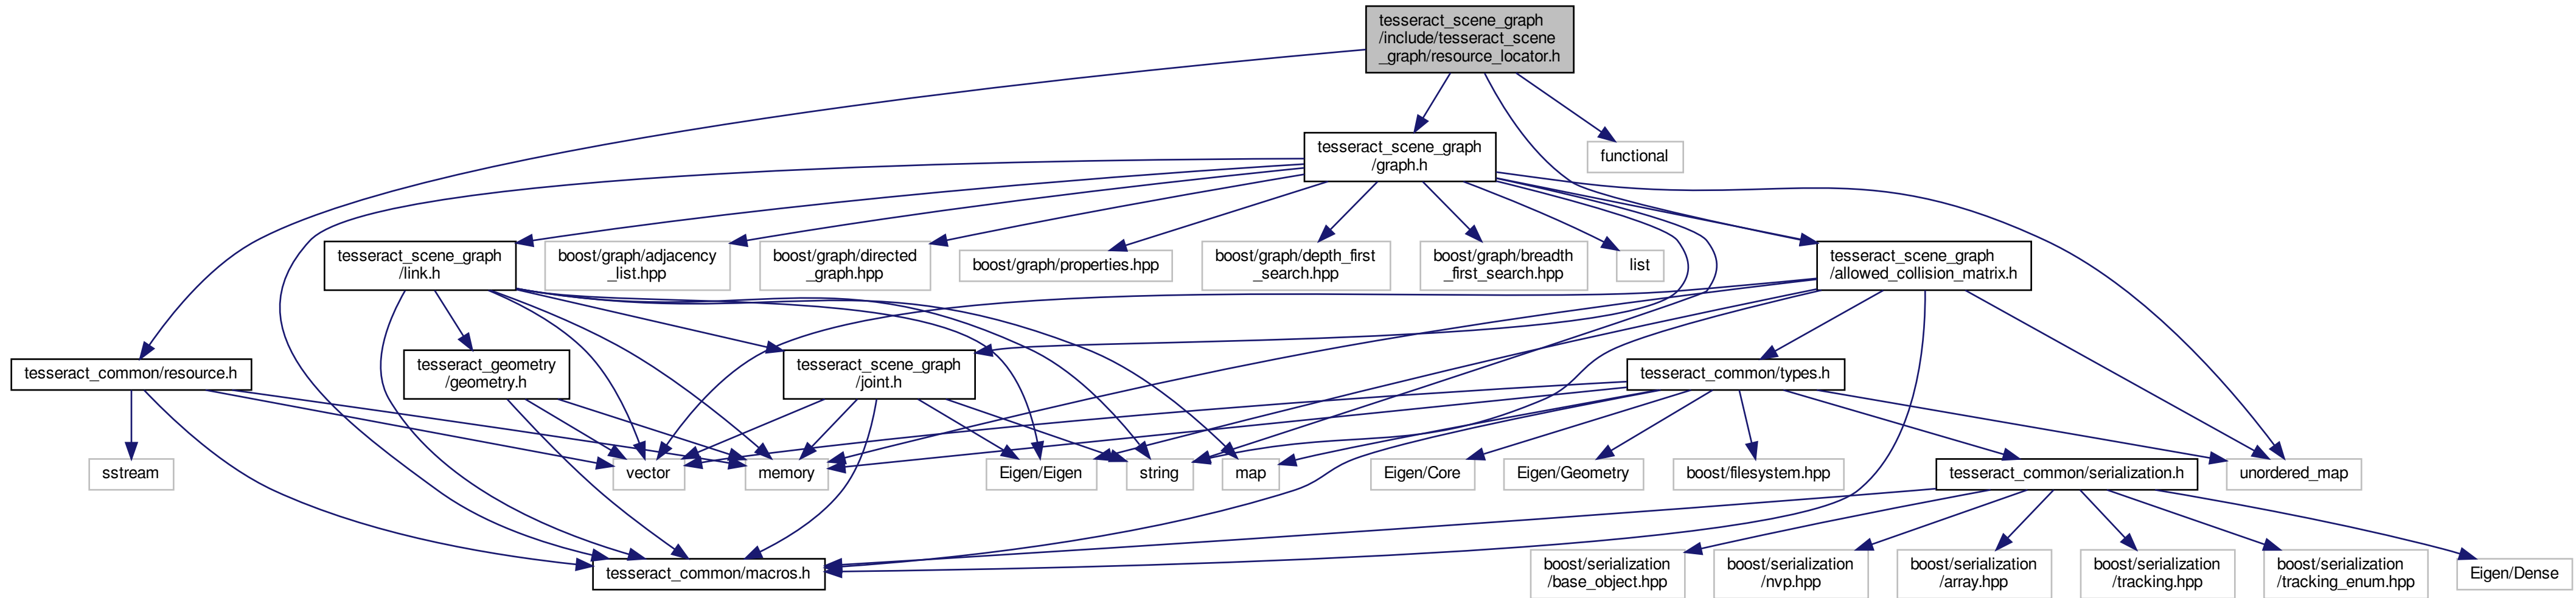 tesseract_scene_graph
/include/tesseract_scene
_graph/resource_locator.h
tesseract_scene_graph
/graph.h
functional
tesseract_scene_graph
/link.h
boost/graph/adjacency
_list.hpp
boost/graph/directed
_graph.hpp
boost/graph/properties.hpp
boost/graph/depth_first
_search.hpp
boost/graph/breadth
_first_search.hpp
list
tesseract_scene_graph
/allowed_collision_matrix.h
tesseract_common/resource.h
tesseract_geometry
/geometry.h
tesseract_scene_graph
/joint.h
tesseract_common/types.h
sstream
vector
memory
Eigen/Eigen
string
map
Eigen/Core
Eigen/Geometry
boost/filesystem.hpp
tesseract_common/serialization.h
unordered_map
tesseract_common/macros.h
boost/serialization
/base_object.hpp
boost/serialization
/nvp.hpp
boost/serialization
/array.hpp
boost/serialization
/tracking.hpp
boost/serialization
/tracking_enum.hpp
Eigen/Dense